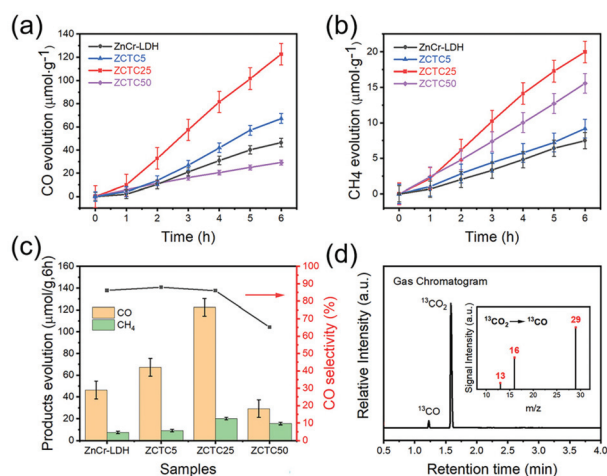 (a)
CO evolution (μmol·g⁻¹)
140
120
100
80
60
40
20
0
ZnCr-LDH
ZCTC5
ZCTC25
ZCTC50
0 1 2 3 4 5 6
Time (h)
(b)
CH4 evolution (μmol·g⁻¹)
20
15
10
5
0
ZnCr-LDH
ZCTC5
ZCTC25
ZCTC50
0 1 2 3 4 5 6
Time (h)
(c)
Products evolution (μmol/g,6h)
160
140
120
100
80
60
40
20
0
CO
CH₄
100
90
80
70
60
50
40
30
20
10
0
CO selectivity (%)
ZnCr-LDH ZCTC5 ZCTC25 ZCTC50
Samples
(d)
Relative Intensity (a.u.)
Gas Chromatogram
¹³CO₂
¹³CO
Signal Intensity (a.u.)
¹³CO₂ → ¹³CO
29
16
13
10 15 20 25 30
m/z
1.0 1.5 2.0 2.5 3.0 3.5 4.0
Retention time (min)